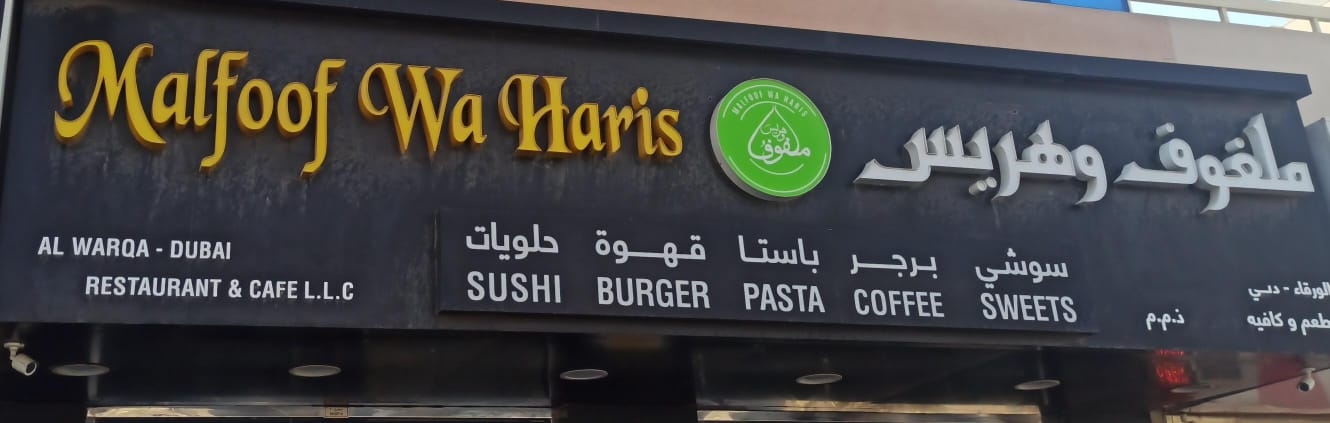 Malfoof Wa Haris
MALFOOF WA HARIS
ملفوف وهريس
ملفوف وهريس
AL WARQA - DUBAI
RESTAURANT & CAFE L.L.C
سوشي برجر باستا قهوة حلويات
SUSHI BURGER PASTA COFFEE SWEETS
الورقاء - دبي
طعم و كافيه ذ.م.م